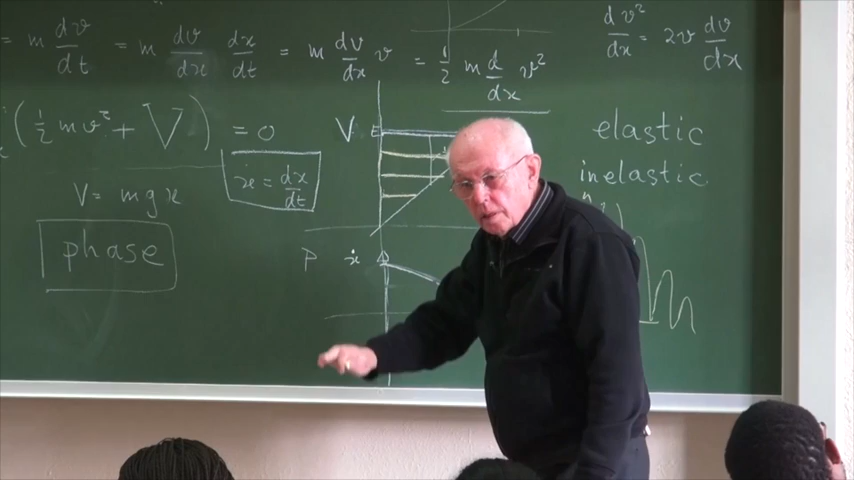 = m dv/dt = m dv/dx dx/dt = m dv/dx v = 1/2 m d/dx v²
dv²/dx = 2v dv/dx
(1/2 mv² + V) = 0
V E
elastic
inelastic
V = mgx
ẋ = dx/dt
phase
P ẋ